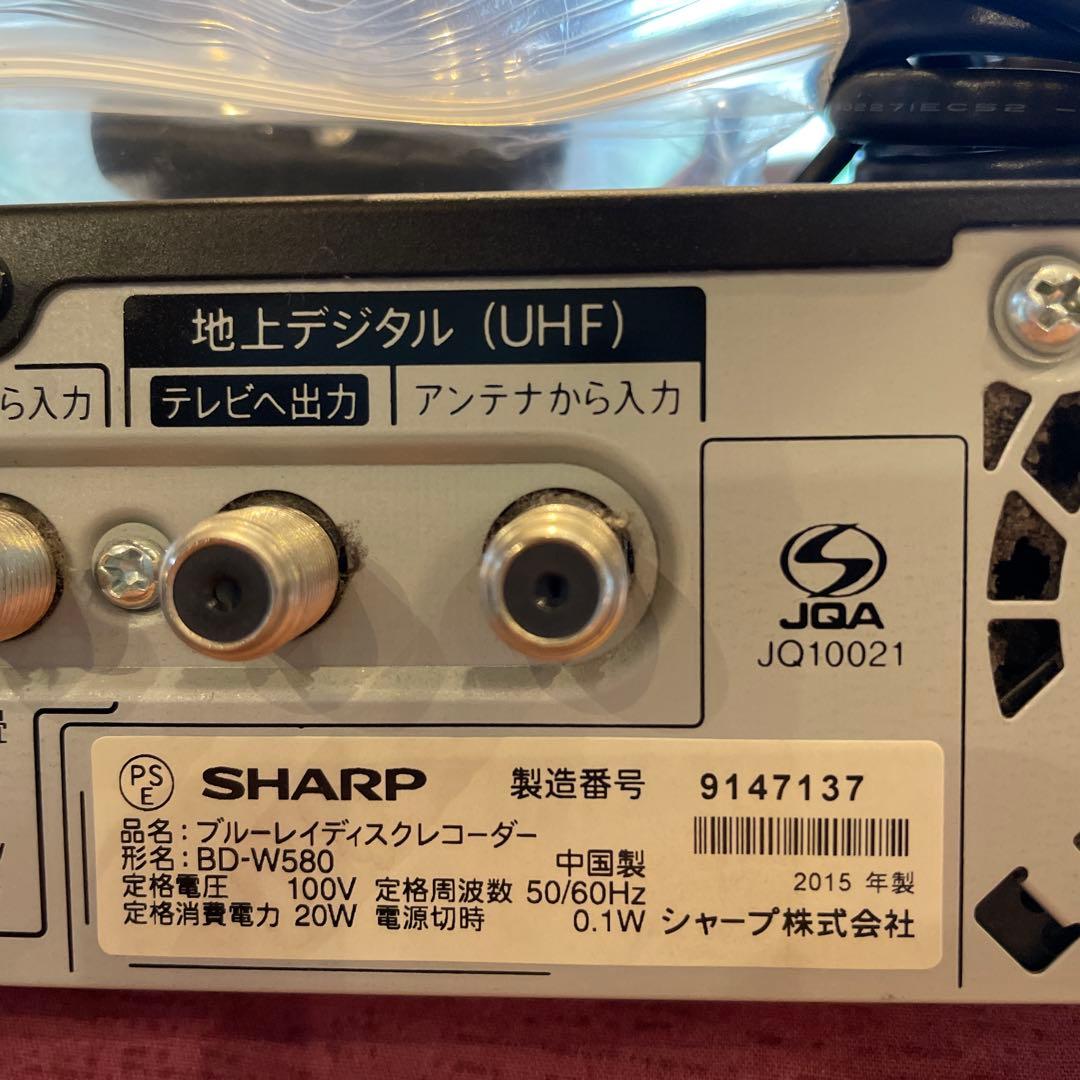 2271IEC52
地上デジタル（UHF）
ら入力
テレビへ出力
アンテナから入力
JQA
JQ10021
PSE
SHARP 製造番号 9147137
品名：ブルーレイディスクレコーダー
形名：BD-W580 中国製
2015 年製
定格電圧 100V 定格周波数 50/60Hz
定格消費電力 20W 電源切時 0.1W シャープ株式会社